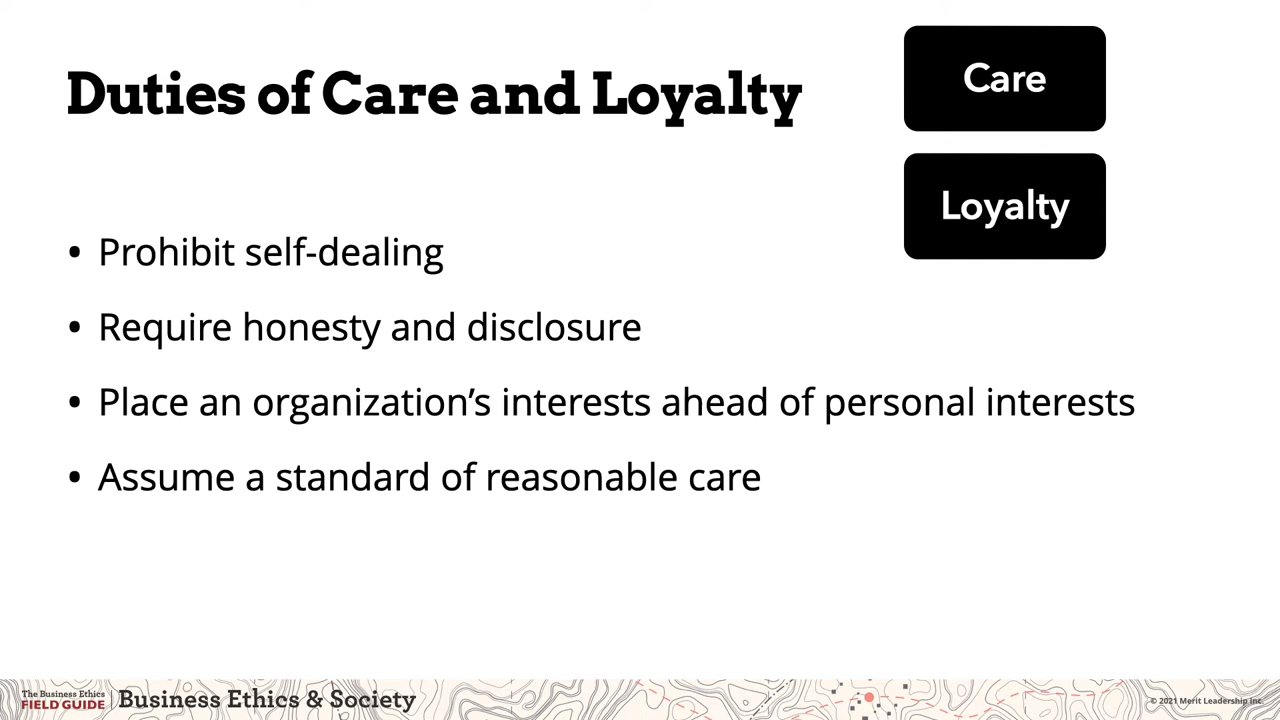 Duties of Care and Loyalty
Care
Loyalty
• Prohibit self-dealing
• Require honesty and disclosure
• Place an organization’s interests ahead of personal interests
• Assume a standard of reasonable care
The Business Ethics
FIELD GUIDE
Business Ethics & Society
© 2021 Merit Leadership Inc.